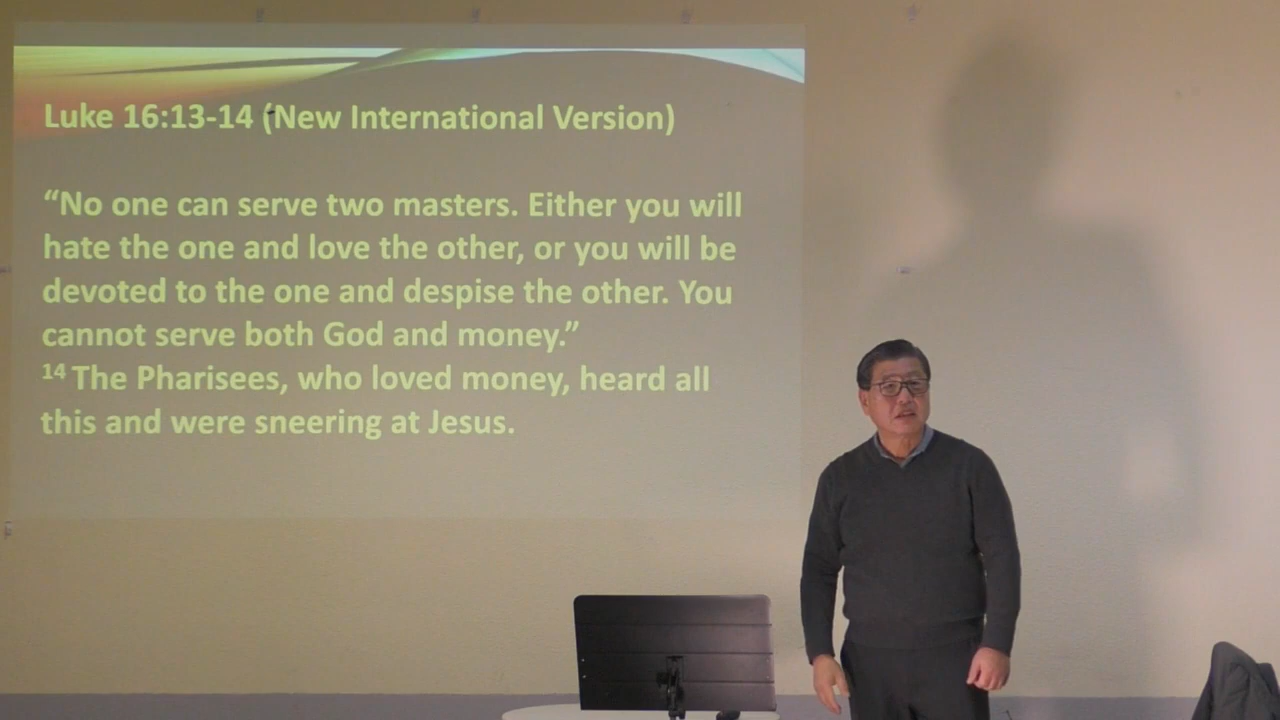 Luke 16:13-14 (New International Version)
“No one can serve two masters. Either you will
hate the one and love the other, or you will be
devoted to the one and despise the other. You
cannot serve both God and money.”
14 The Pharisees, who loved money, heard all
this and were sneering at Jesus.